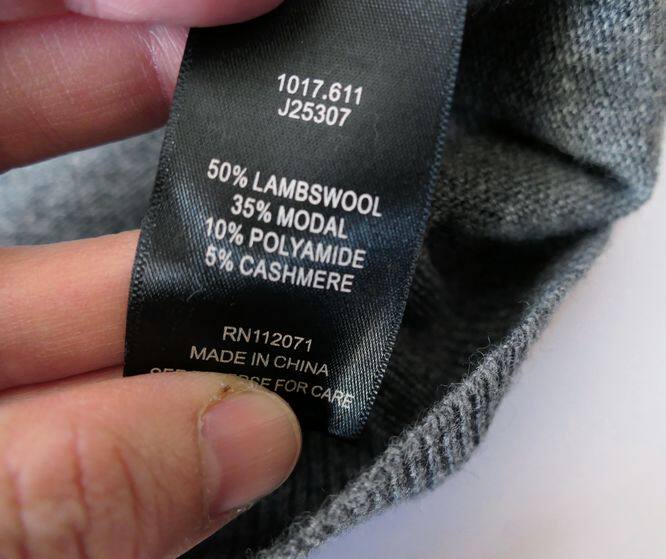 1017.611
J25307
50% LAMBSWOOL
35% MODAL
10% POLYAMIDE
5% CASHMERE
RN112071
MADE IN CHINA
FOR CARE